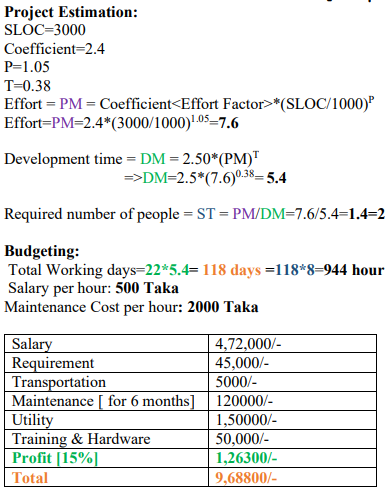 Project Estimation:
SLOC=3000
Coefficient=2.4
P=1.05
T=0.38
Effort = PM = Coefficient<Effort Factor>*(SLOC/1000)ᴾ
Effort=PM=2.4*(3000/1000)¹·⁰⁵=7.6
Development time = DM = 2.50*(PM)ᵀ
=>DM=2.5*(7.6)⁰·³⁸= 5.4
Required number of people = ST = PM/DM=7.6/5.4=1.4=2
Budgeting:
Total Working days=22*5.4= 118 days =118*8=944 hour
Salary per hour: 500 Taka
Maintenance Cost per hour: 2000 Taka
Salary 4,72,000/-
Requirement 45,000/-
Transportation 5000/-
Maintenance [ for 6 months] 120000/-
Utility 1,50000/-
Training & Hardware 50,000/-
Profit [15%] 1,26300/-
Total 9,68800/-